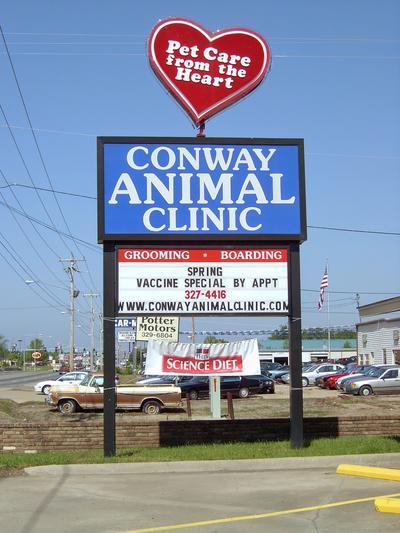 Pet Care
from the
Heart
CONWAY
ANIMAL
CLINIC
GROOMING * BOARDING
SPRING
VACCINE SPECIAL BY APPT
327-4416
WWW.CONWAYANIMALCLINIC.COM
Potter
Motors
329-6804
SCIENCE DIET